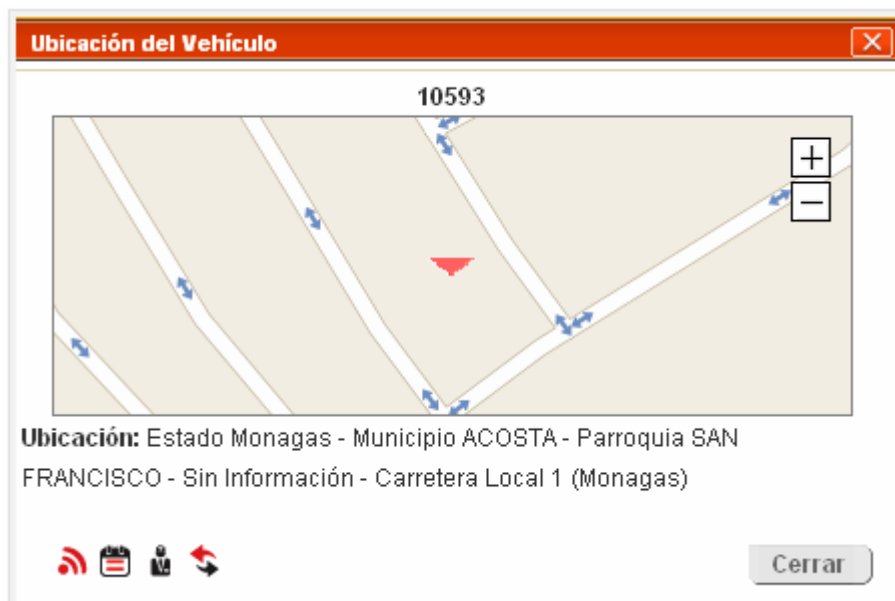 Ubicación del Vehículo
10593
+
−
Ubicación: Estado Monagas - Municipio ACOSTA - Parroquia SAN
FRANCISCO - Sin Información - Carretera Local 1 (Monagas)
Cerrar